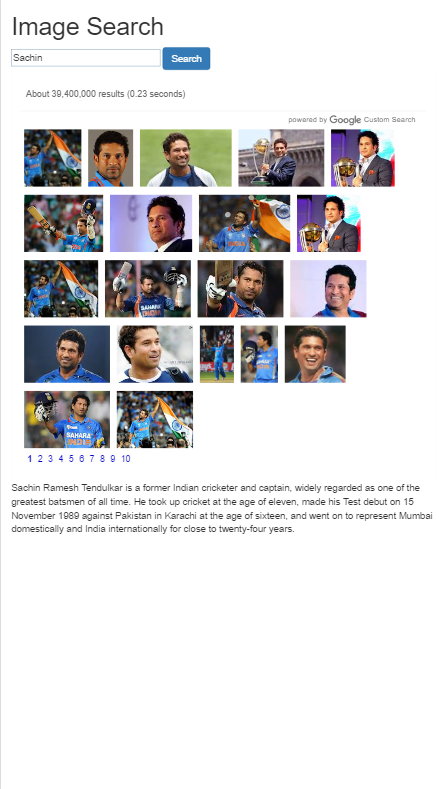 Image Search
Sachin
Search
About 39,400,000 results (0.23 seconds)
powered by Google Custom Search
SAHARA
SAHARA
1 2 3 4 5 6 7 8 9 10
Sachin Ramesh Tendulkar is a former Indian cricketer and captain, widely regarded as one of the
greatest batsmen of all time. He took up cricket at the age of eleven, made his Test debut on 15
November 1989 against Pakistan in Karachi at the age of sixteen, and went on to represent Mumbai
domestically and India internationally for close to twenty-four years.